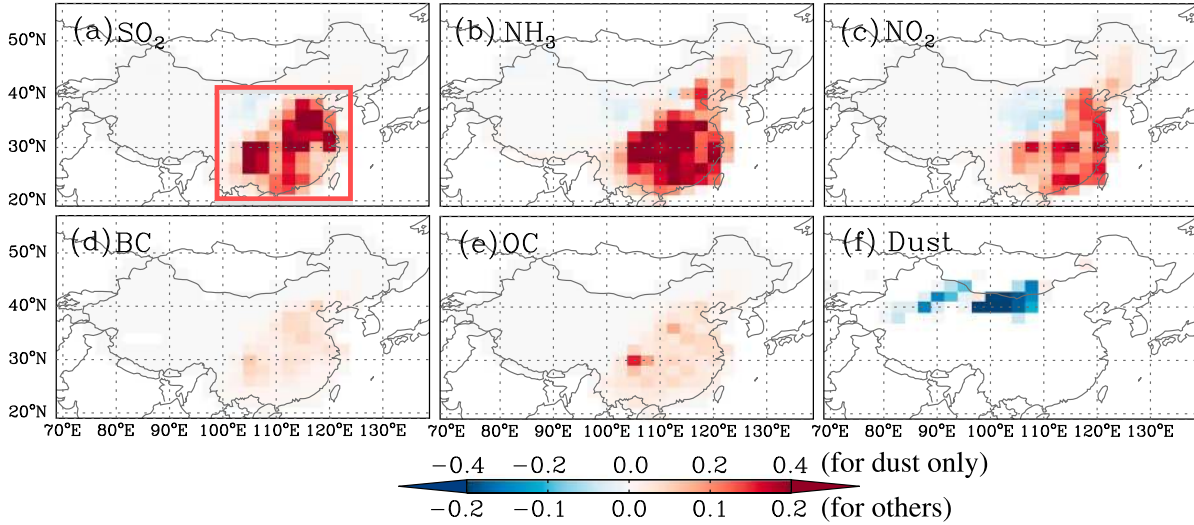 (a) SO₂ (b) NH₃ (c) NO₂
50°N
40°N
30°N
20°N
(d) BC (e) OC (f) Dust
50°N
40°N
30°N
20°N
70°E 80°E 90°E 100°E 110°E 120°E 130°E 70°E 80°E 90°E 100°E 110°E 120°E 130°E 70°E 80°E 90°E 100°E 110°E 120°E 130°E
−0.4 −0.2 0.0 0.2 0.4 (for dust only)
−0.2 −0.1 0.0 0.1 0.2 (for others)